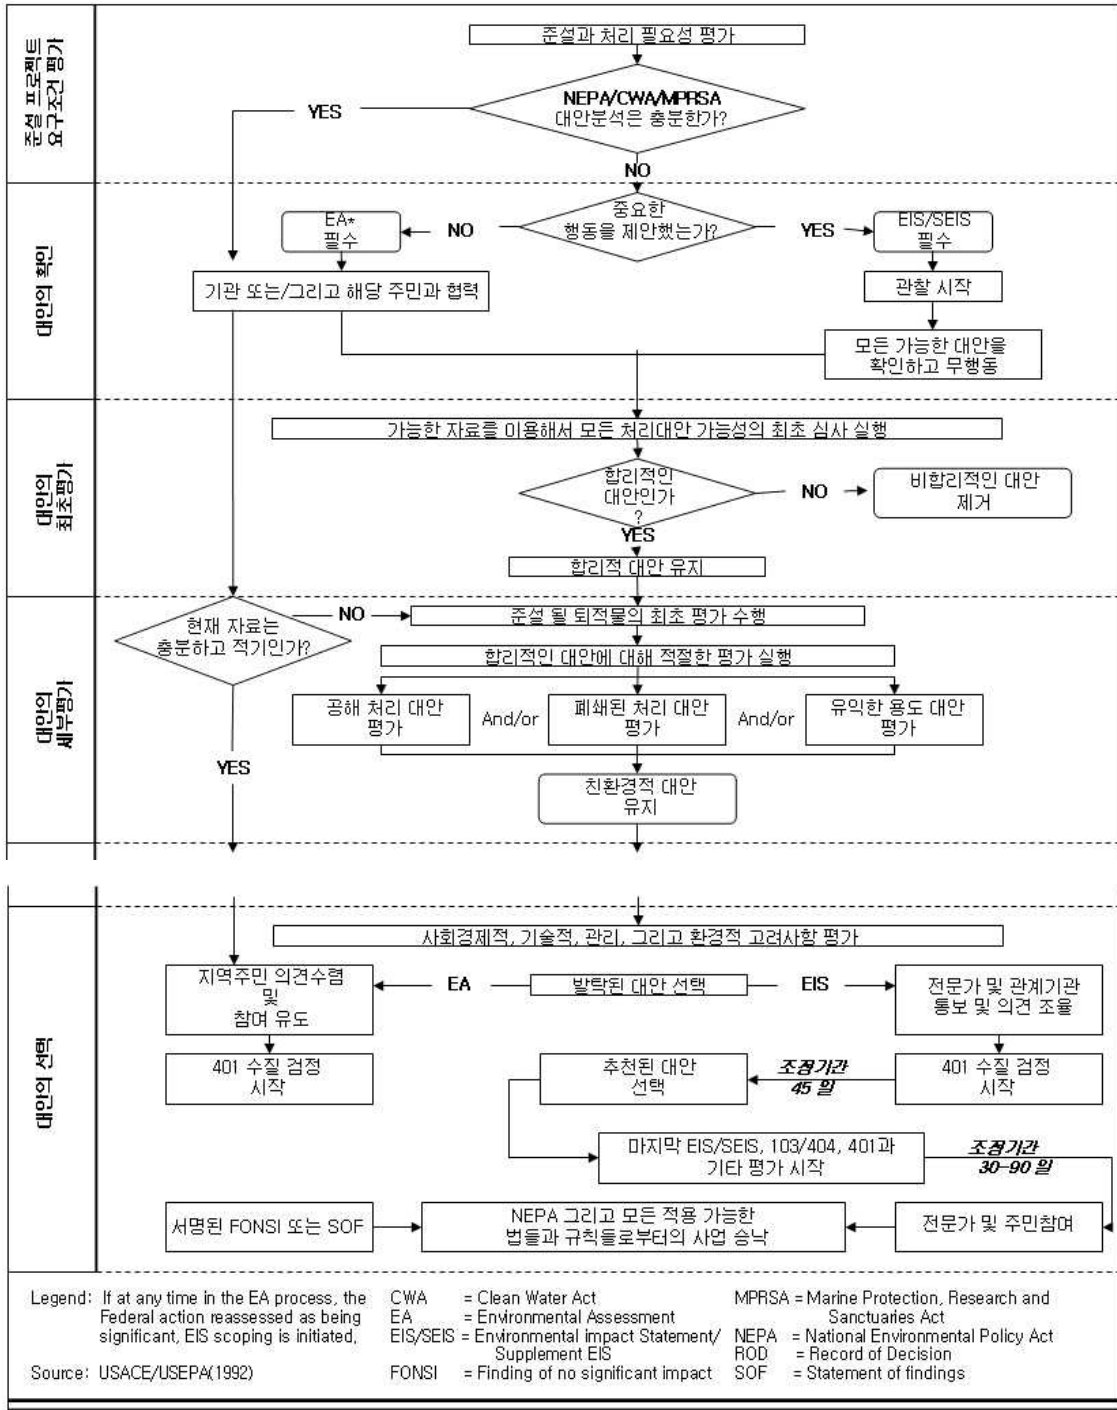 준설 프로젝트
요구조건 평가
준설과 처리 필요성 평가
NEPA/CWA/MPRSA
대안분석은 충분한가?
YES
NO
대안의 확인
중요한
행동을 제안했는가?
NO
YES
EA*
필수
EIS/SEIS
필수
기관 또는/그리고 해당 주민과 협력
관찰 시작
모든 가능한 대안을
확인하고 무행동
대안의
최초평가
가능한 자료를 이용해서 모든 처리대안 가능성의 최초 심사 실행
합리적인
대안인가
?
NO
비합리적인 대안
제거
YES
합리적 대안 유지
대안의
세부평가
현재 자료는
충분하고 적기인가?
NO
준설 될 퇴적물의 최초 평가 수행
합리적인 대안에 대해 적절한 평가 실행
공해 처리 대안
평가
And/or
폐쇄된 처리 대안
평가
And/or
유익한 용도 대안
평가
YES
친환경적 대안
유지
대안의 선택
사회경제적, 기술적, 관리, 그리고 환경적 고려사항 평가
지역주민 의견수렴
및
참여 유도
EA
발탁된 대안 선택
EIS
전문가 및 관계기관
통보 및 의견 조율
401 수질 검정
시작
추천된 대안
선택
조정기간
45 일
401 수질 검정
시작
마지막 EIS/SEIS, 103/404, 401과
기타 평가 시작
조정기간
30-90 일
서명된 FONSI 또는 SOF
NEPA 그리고 모든 적용 가능한
법들과 규칙들로부터의 사업 승낙
전문가 및 주민참여
Legend: If at any time in the EA process, the
Federal action reassessed as being
significant, EIS scoping is initiated.
Source: USACE/USEPA(1992)
CWA = Clean Water Act
EA = Environmental Assessment
EIS/SEIS = Environmental impact Statement/
Supplement EIS
FONSI = Finding of no significant impact
MPRSA = Marine Protection, Research and
Sanctuaries Act
NEPA = National Environmental Policy Act
ROD = Record of Decision
SOF = Statement of findings